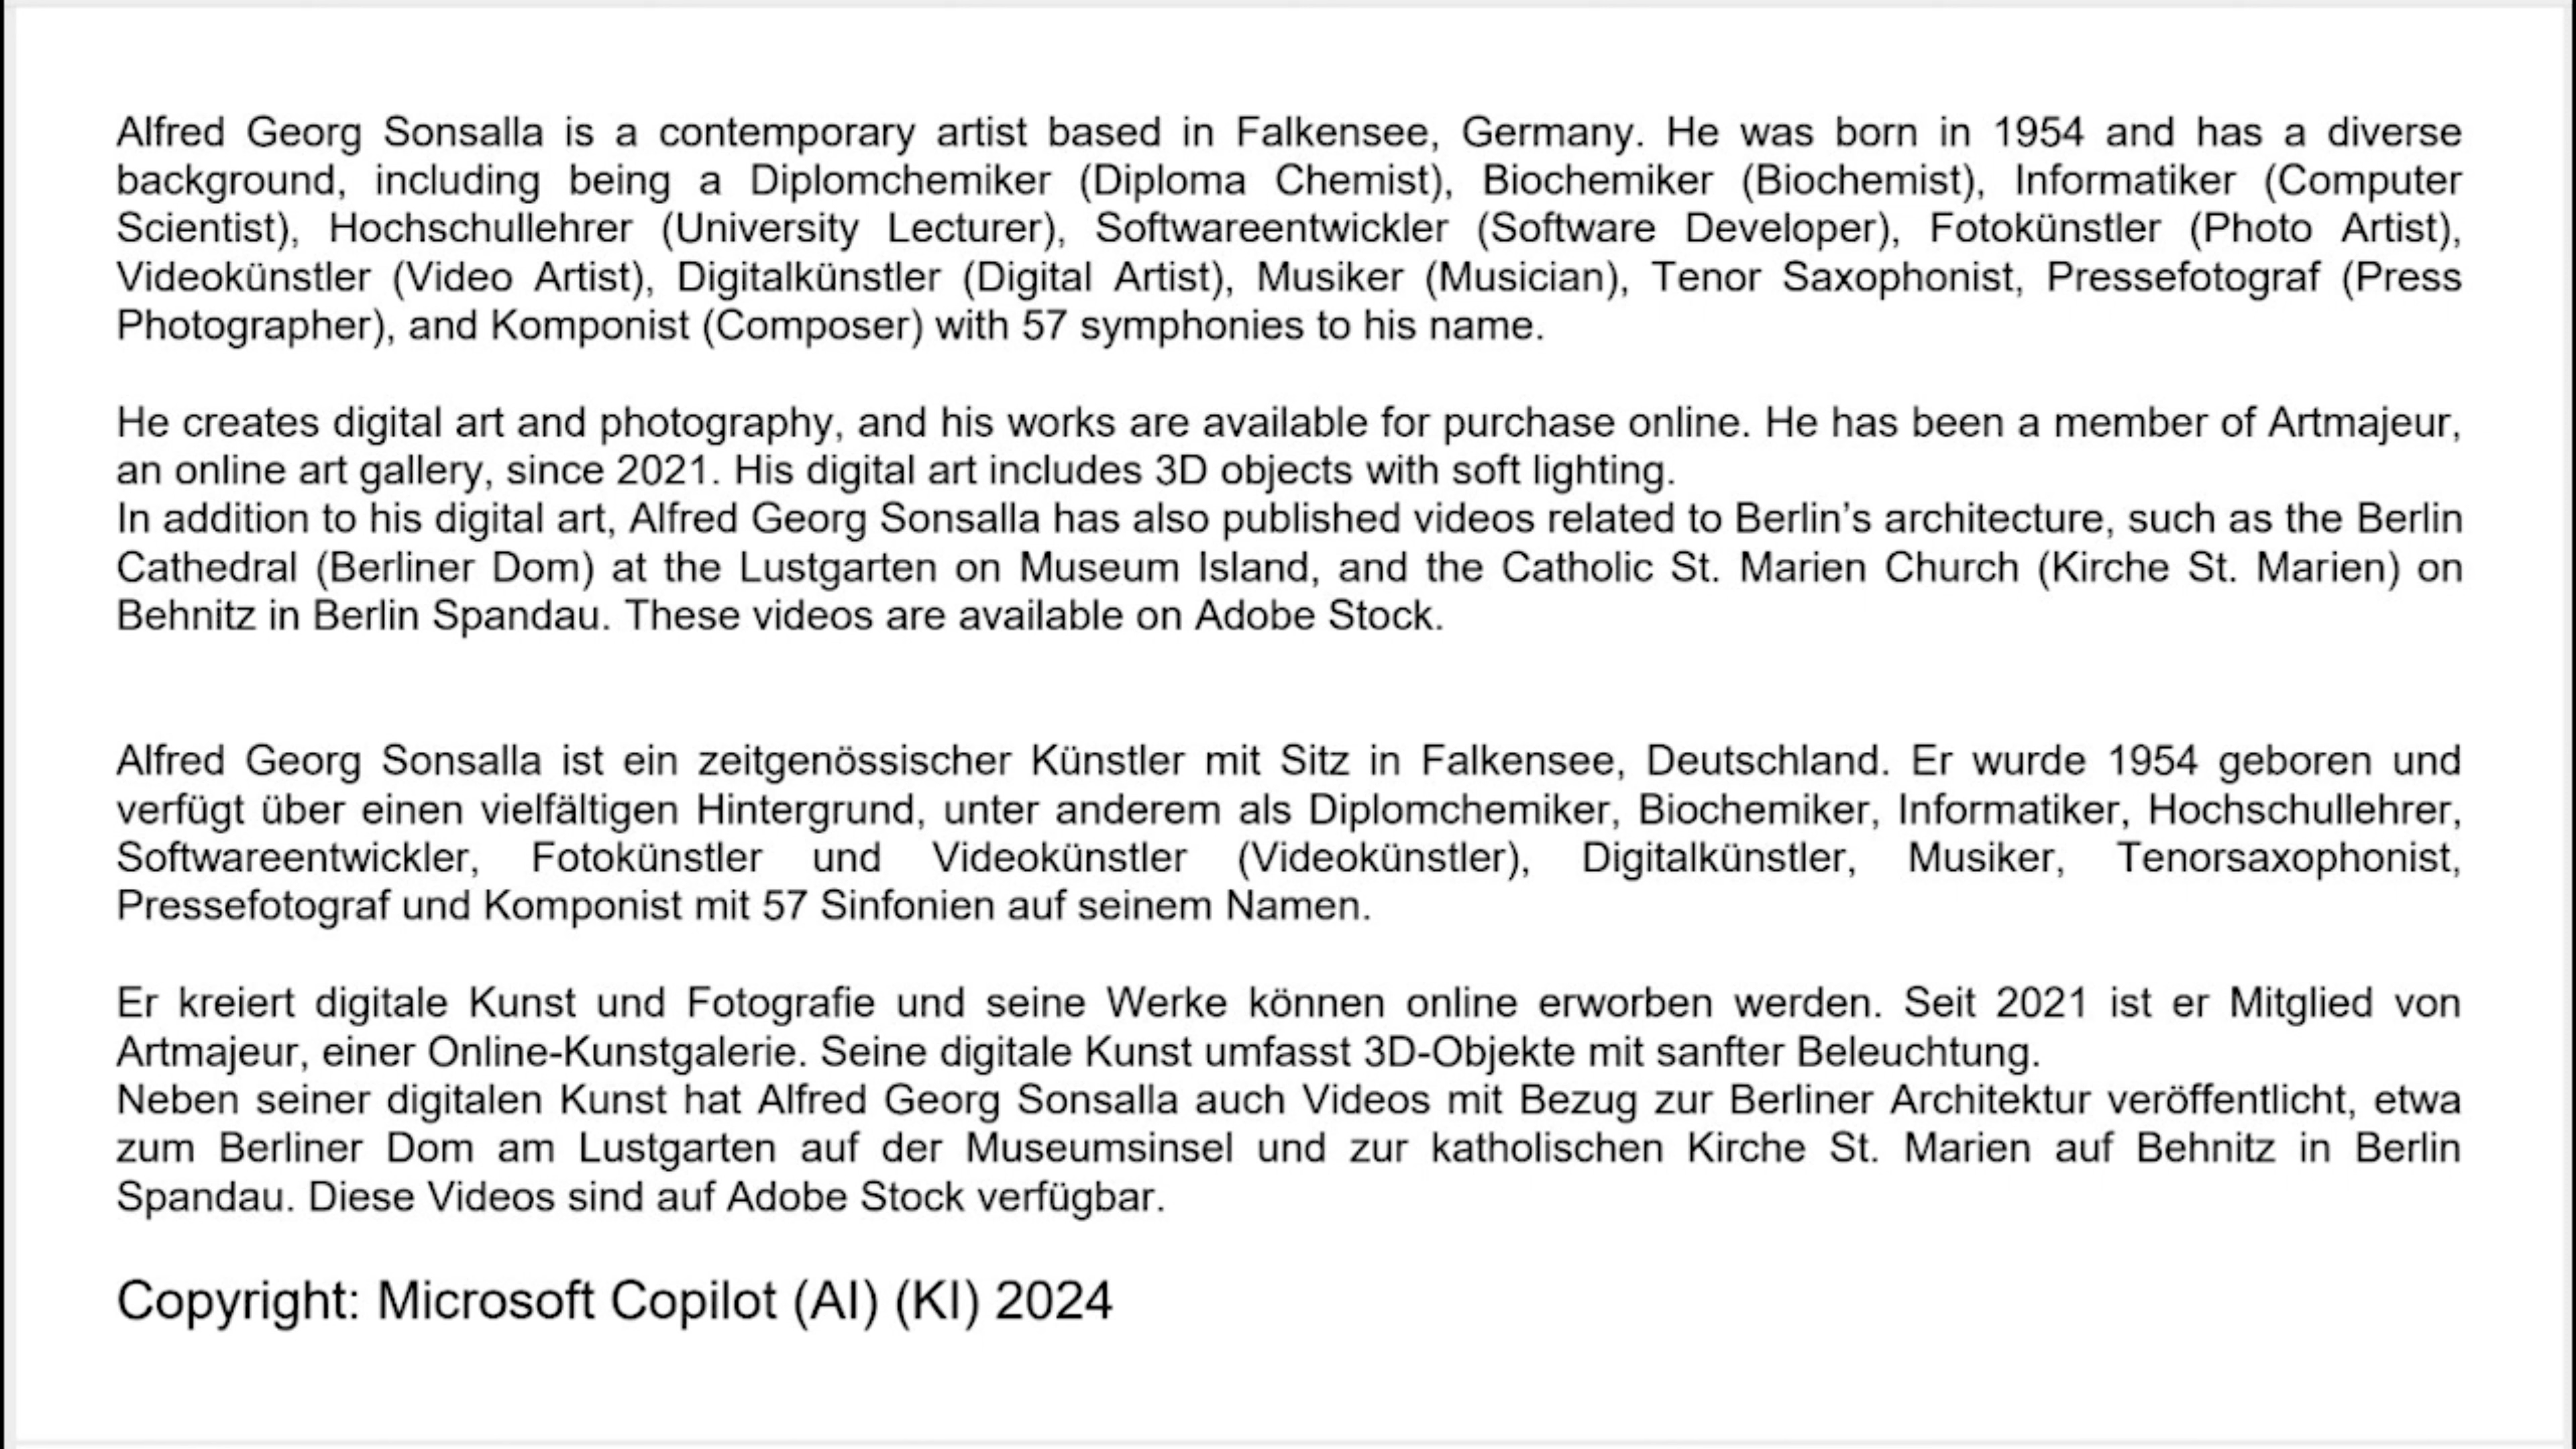 Alfred Georg Sonsalla is a contemporary artist based in Falkensee, Germany. He was born in 1954 and has a diverse
background, including being a Diplomchemiker (Diploma Chemist), Biochemiker (Biochemist), Informatiker (Computer
Scientist), Hochschullehrer (University Lecturer), Softwareentwickler (Software Developer), Fotokünstler (Photo Artist),
Videokünstler (Video Artist), Digitalkünstler (Digital Artist), Musiker (Musician), Tenor Saxophonist, Pressefotograf (Press
Photographer), and Komponist (Composer) with 57 symphonies to his name.
He creates digital art and photography, and his works are available for purchase online. He has been a member of Artmajeur,
an online art gallery, since 2021. His digital art includes 3D objects with soft lighting.
In addition to his digital art, Alfred Georg Sonsalla has also published videos related to Berlin’s architecture, such as the Berlin
Cathedral (Berliner Dom) at the Lustgarten on Museum Island, and the Catholic St. Marien Church (Kirche St. Marien) on
Behnitz in Berlin Spandau. These videos are available on Adobe Stock.
Alfred Georg Sonsalla ist ein zeitgenössischer Künstler mit Sitz in Falkensee, Deutschland. Er wurde 1954 geboren und
verfügt über einen vielfältigen Hintergrund, unter anderem als Diplomchemiker, Biochemiker, Informatiker, Hochschullehrer,
Softwareentwickler, Fotokünstler und Videokünstler (Videokünstler), Digitalkünstler, Musiker, Tenorsaxophonist,
Pressefotograf und Komponist mit 57 Sinfonien auf seinem Namen.
Er kreiert digitale Kunst und Fotografie und seine Werke können online erworben werden. Seit 2021 ist er Mitglied von
Artmajeur, einer Online-Kunstgalerie. Seine digitale Kunst umfasst 3D-Objekte mit sanfter Beleuchtung.
Neben seiner digitalen Kunst hat Alfred Georg Sonsalla auch Videos mit Bezug zur Berliner Architektur veröffentlicht, etwa
zum Berliner Dom am Lustgarten auf der Museumsinsel und zur katholischen Kirche St. Marien auf Behnitz in Berlin
Spandau. Diese Videos sind auf Adobe Stock verfügbar.
Copyright: Microsoft Copilot (AI) (KI) 2024